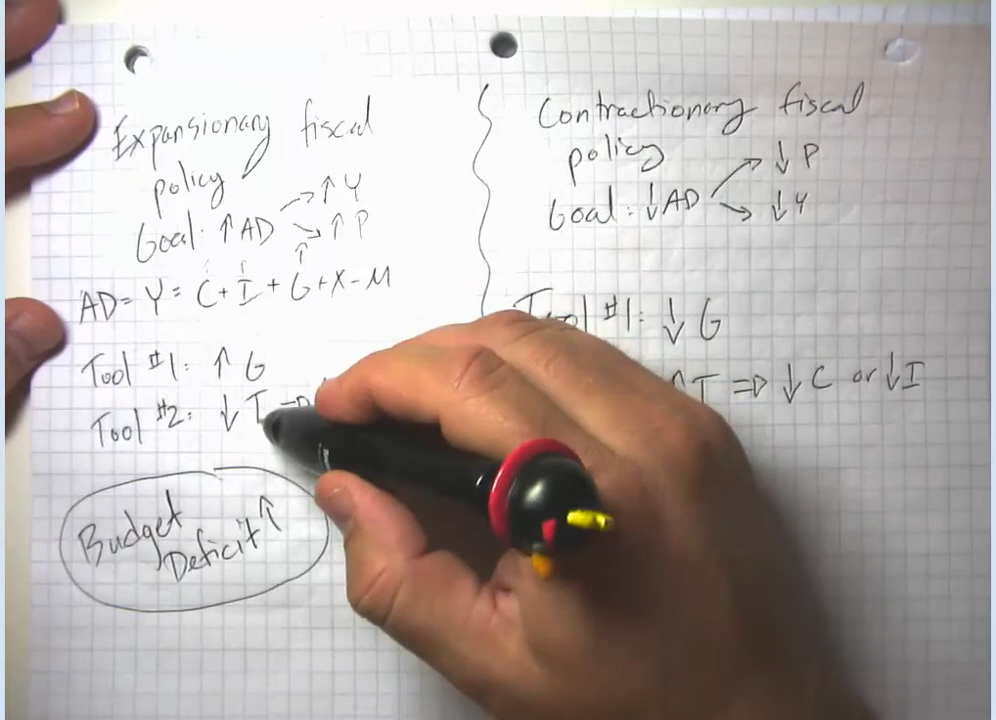 Expansionary fiscal
policy
Goal: ↑ AD → ↑ Y
↘ ↑ P
AD = Y = C + I + G + X - M
Tool #1: ↑ G
Tool #2: ↓ T ⇒
Budget
Deficit ↑
Contractionary fiscal
policy
Goal: ↓ AD ↗ ↓ P
↘ ↓ Y
Tool #1: ↓ G
↑ T ⇒ ↓ C or ↓ I